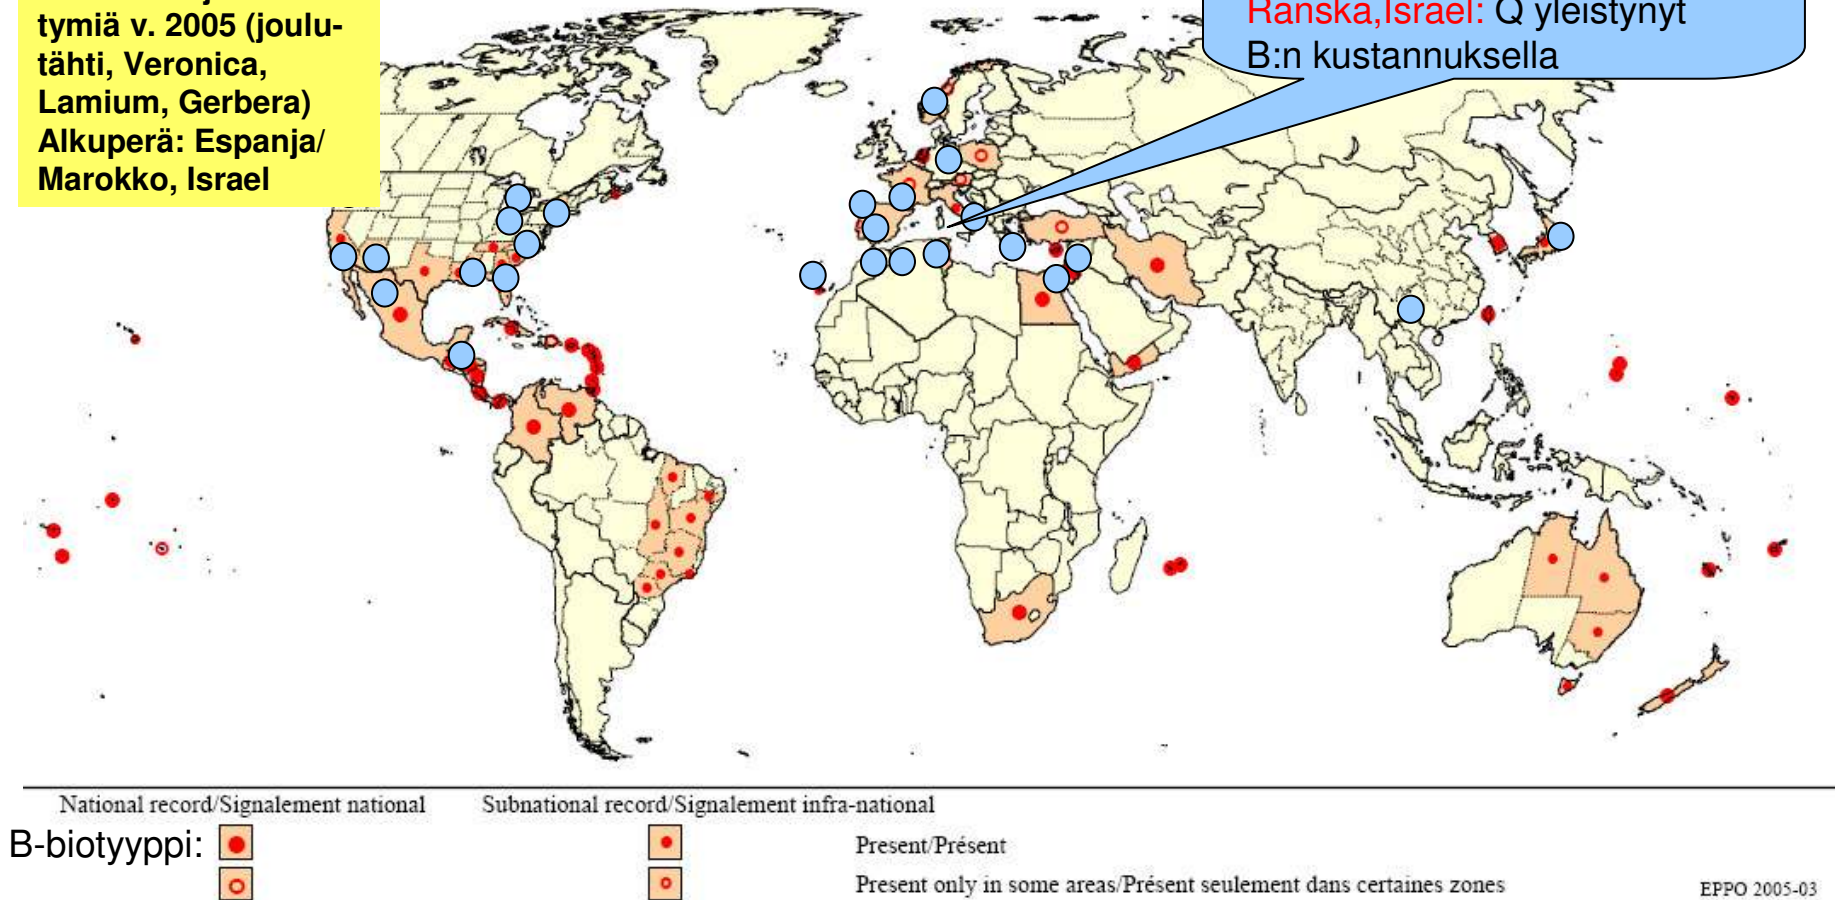 tymiä v. 2005 (joulu-
tähti, Veronica,
Lamium, Gerbera)
Alkuperä: Espanja/
Marokko, Israel
Ranska,Israel: Q yleistynyt
B:n kustannuksella
National record/Signalement national
Subnational record/Signalement infra-national
B-biotyyppi:
Present/Présent
Present only in some areas/Présent seulement dans certaines zones
EPPO 2005-03